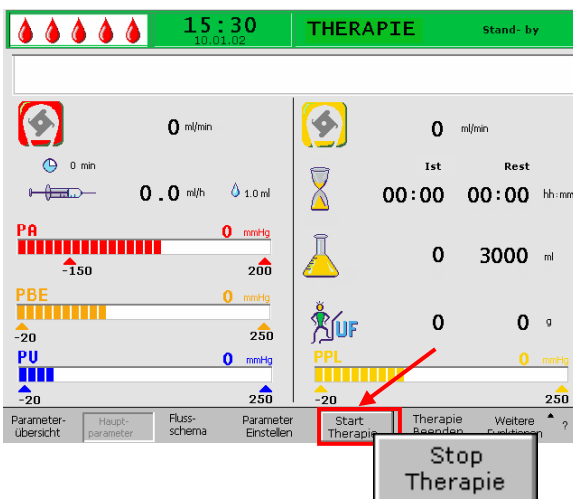 15:30
10.01.02
THERAPIE
Stand- by
0 ml/min
0 ml/min
0 min
Ist Rest
0.0 ml/h 1.0 ml
00:00 00:00 hh:mm
PA 0 mmHg
-150 200
0 3000 ml
PBE 0 mmHg
-20 250
UF 0 0 g
PV 0 mmHg
PPL 0 mmHg
-20 250
-20 250
Parameter-
übersicht
Haupt-
parameter
Fluss-
schema
Parameter
Einstellen
Start
Therapie
Therapie
Beenden
Weitere
Funktionen
?
Stop
Therapie